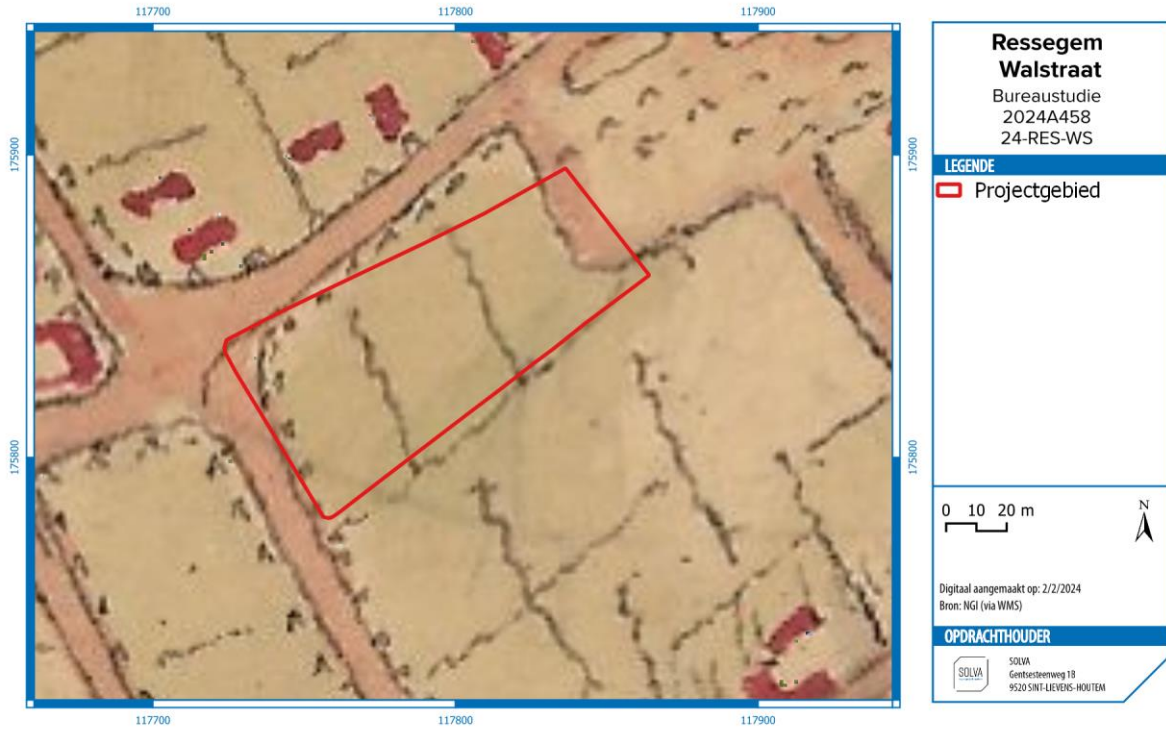 117700
117800
117900
175900
175900
175800
175800
117700
117800
117900
Ressegem
Walstraat
Bureaustudie
2024A458
24-RES-WS
LEGENDE
Projectgebied
0 10 20 m
N
Digitaal aangemaakt op: 2/2/2024
Bron: NGI (via WMS)
OPDRACHTHOUDER
SOLVA
SOLVA
Gentsesteenweg 1B
9520 SINT-LIEVENS-HOUTEM